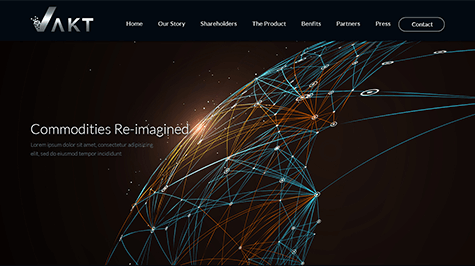 VAKT
Home Our Story Shareholders The Product Benfits Partners Press Contact
Commodities Re-imagined
Lorem ipsum dolor sit amet, consectetur adipiscing
elit, sed do eiusmod tempor incididunt